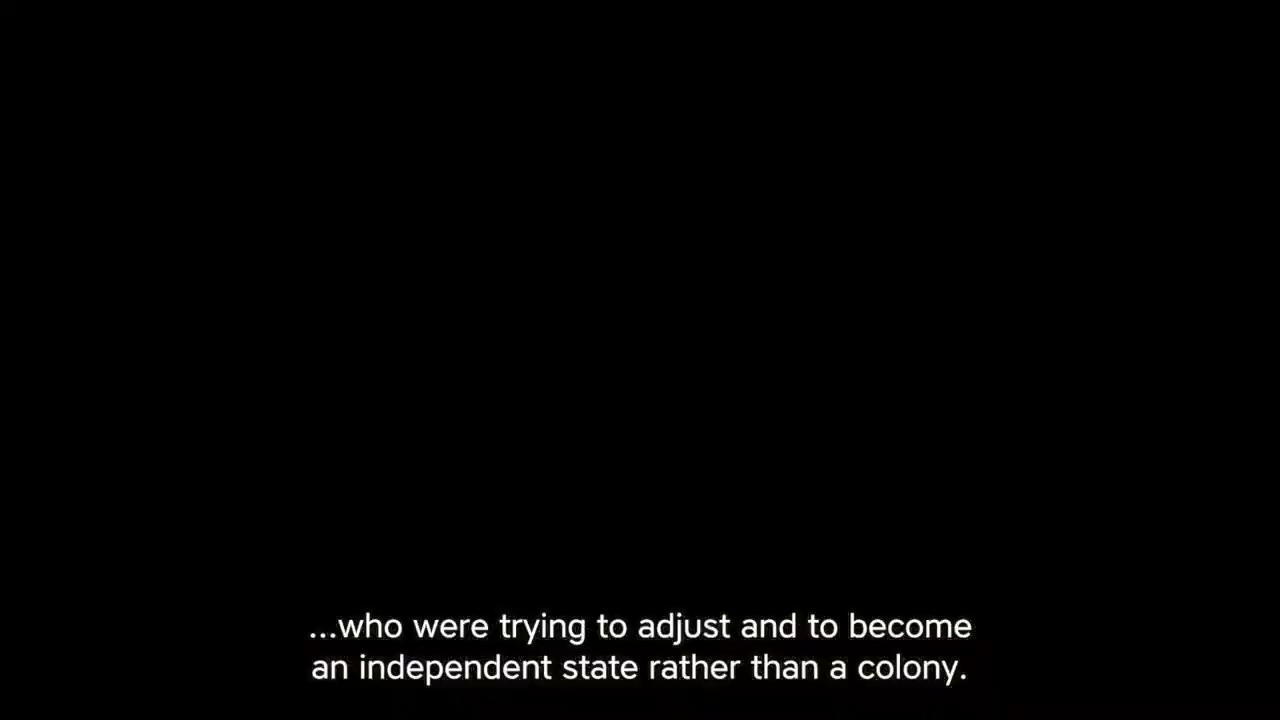 ...who were trying to adjust and to become
an independent state rather than a colony.